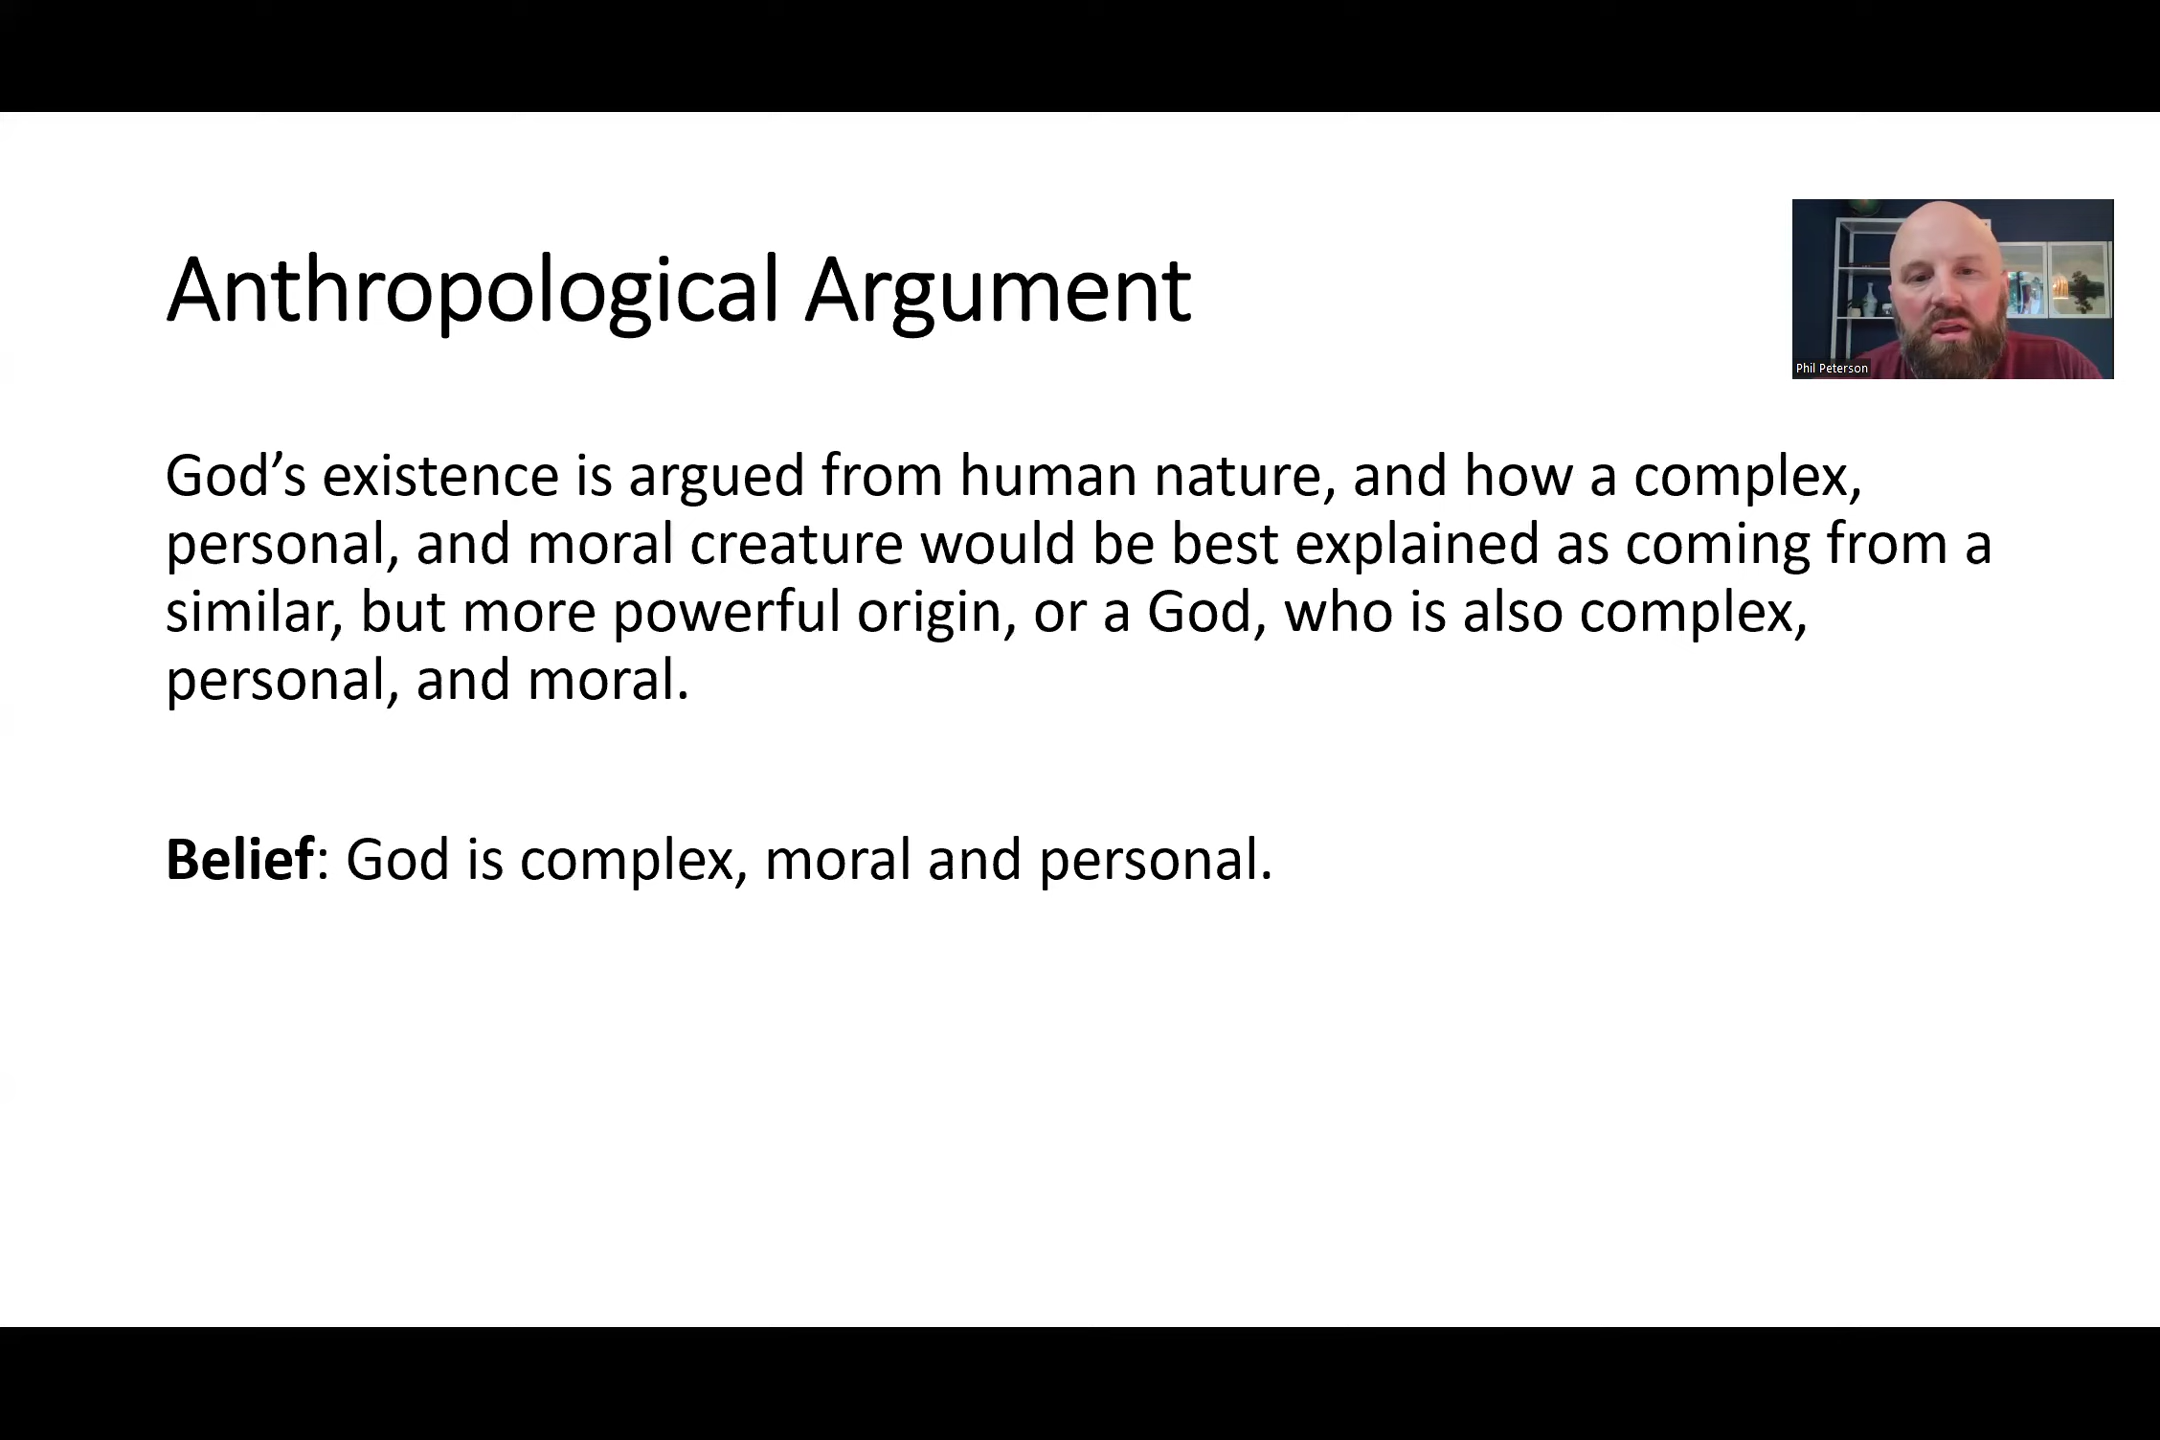 Anthropological Argument
Phil Peterson
God’s existence is argued from human nature, and how a complex,
personal, and moral creature would be best explained as coming from a
similar, but more powerful origin, or a God, who is also complex,
personal, and moral.
Belief: God is complex, moral and personal.